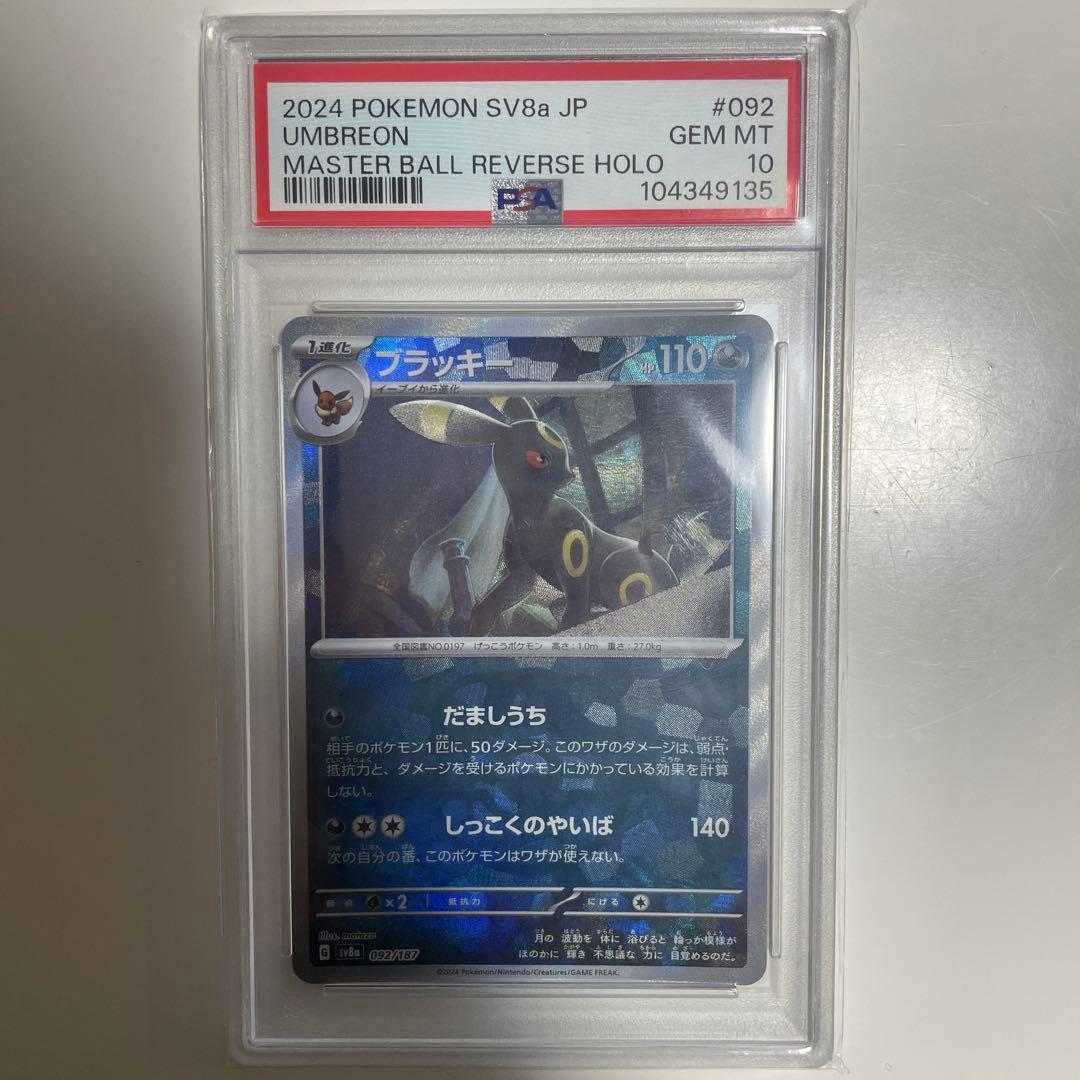 2024 POKEMON SV8a JP #092
UMBREON GEM MT
MASTER BALL REVERSE HOLO 10
PSA 104349135
1進化 ブラッキー HP 110
イーブイから進化
全国図鑑NO.0197 げっこうポケモン 高さ:1.0m 重さ:27.0kg
だましうち
相手のポケモン1匹に、50ダメージ。このワザのダメージは、弱点・
抵抗力と、ダメージを受けるポケモンにかかっている効果を計算
しない。
しっこくのやいば 140
次の自分の番、このポケモンはワザが使えない。
弱点 ×2 抵抗力 にげる
Illus. matazo
月の波動を体に浴びると輪っか模様が
ほのかに輝き不思議な力に目覚めるのだ。
G sv8a 092/187
©2024 Pokémon/Nintendo/Creatures/GAME FREAK.